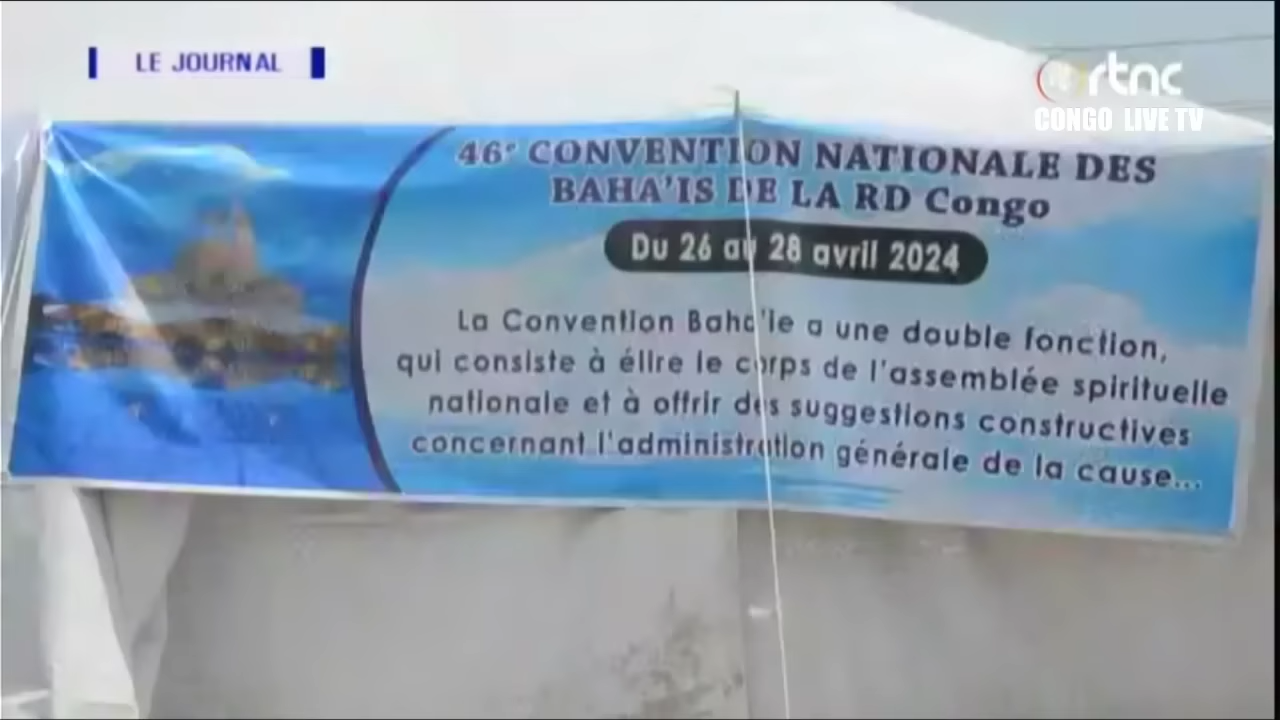 LE JOURNAL
rtnc
CONGO LIVE TV
46e CONVENTION NATIONALE DES
BAHA'IS DE LA RD Congo
Du 26 au 28 avril 2024
La Convention Baha'ie a une double fonction,
qui consiste à élire le corps de l'assemblée spirituelle
nationale et à offrir des suggestions constructives
concernant l'administration générale de la cause...